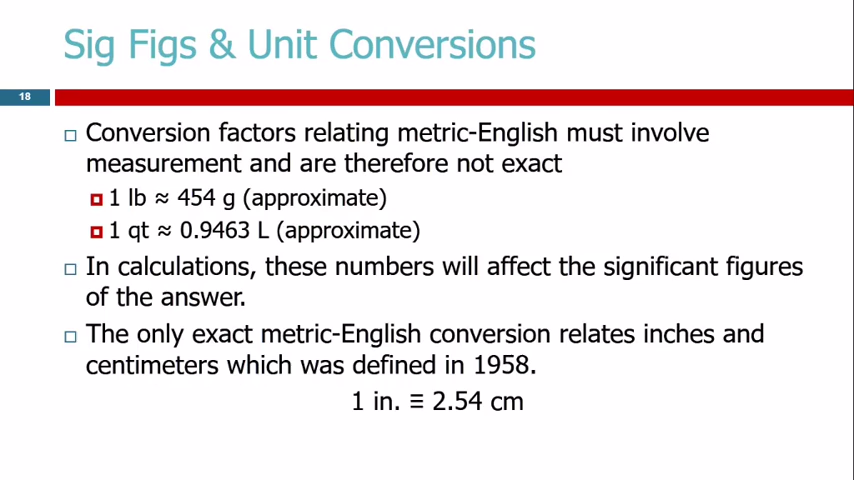 Sig Figs & Unit Conversions
18
Conversion factors relating metric-English must involve
measurement and are therefore not exact
1 lb ≈ 454 g (approximate)
1 qt ≈ 0.9463 L (approximate)
In calculations, these numbers will affect the significant figures
of the answer.
The only exact metric-English conversion relates inches and
centimeters which was defined in 1958.
1 in. ≡ 2.54 cm